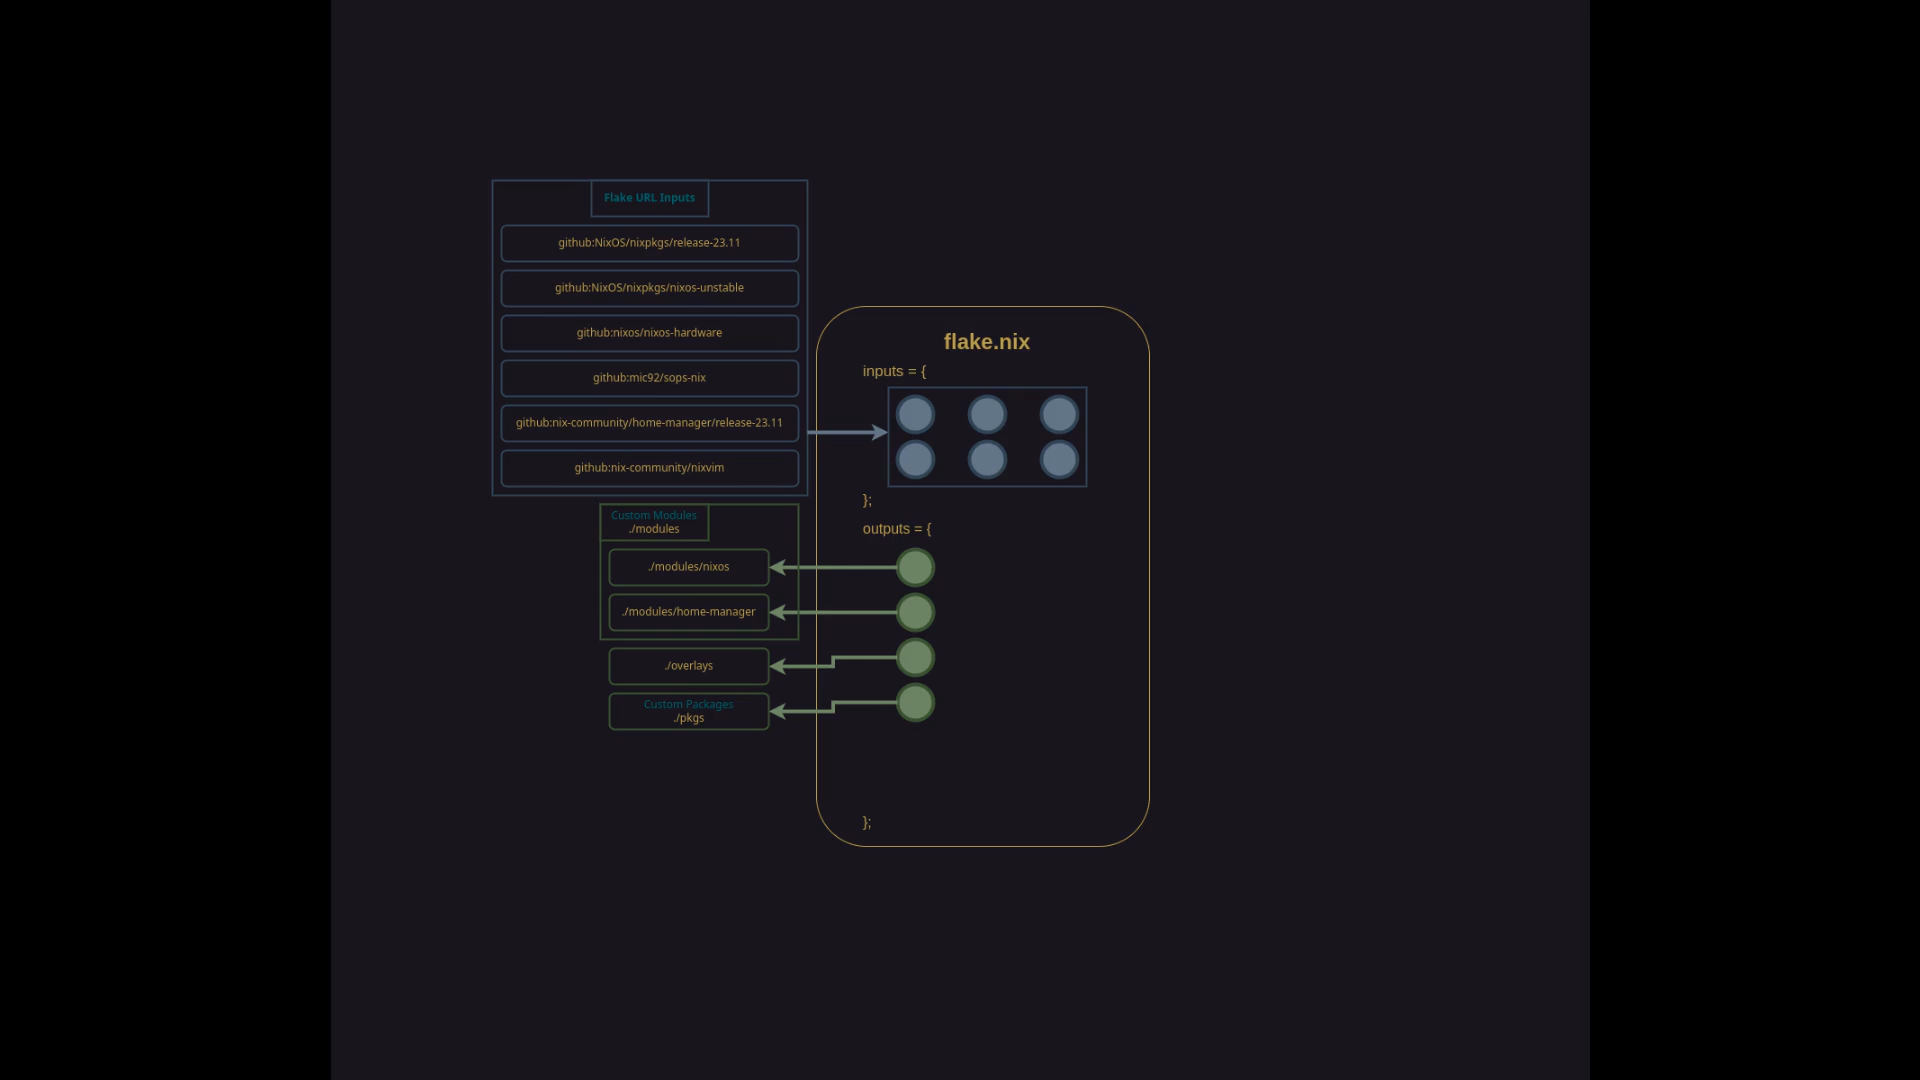 Flake URL Inputs
github:NixOS/nixpkgs/release-23.11
github:NixOS/nixpkgs/nixos-unstable
github:nixos/nixos-hardware
github:mic92/sops-nix
github:nix-community/home-manager/release-23.11
github:nix-community/nixvim
Custom Modules
./modules
./modules/nixos
./modules/home-manager
./overlays
Custom Packages
./pkgs
flake.nix
inputs = {
};
outputs = {
};